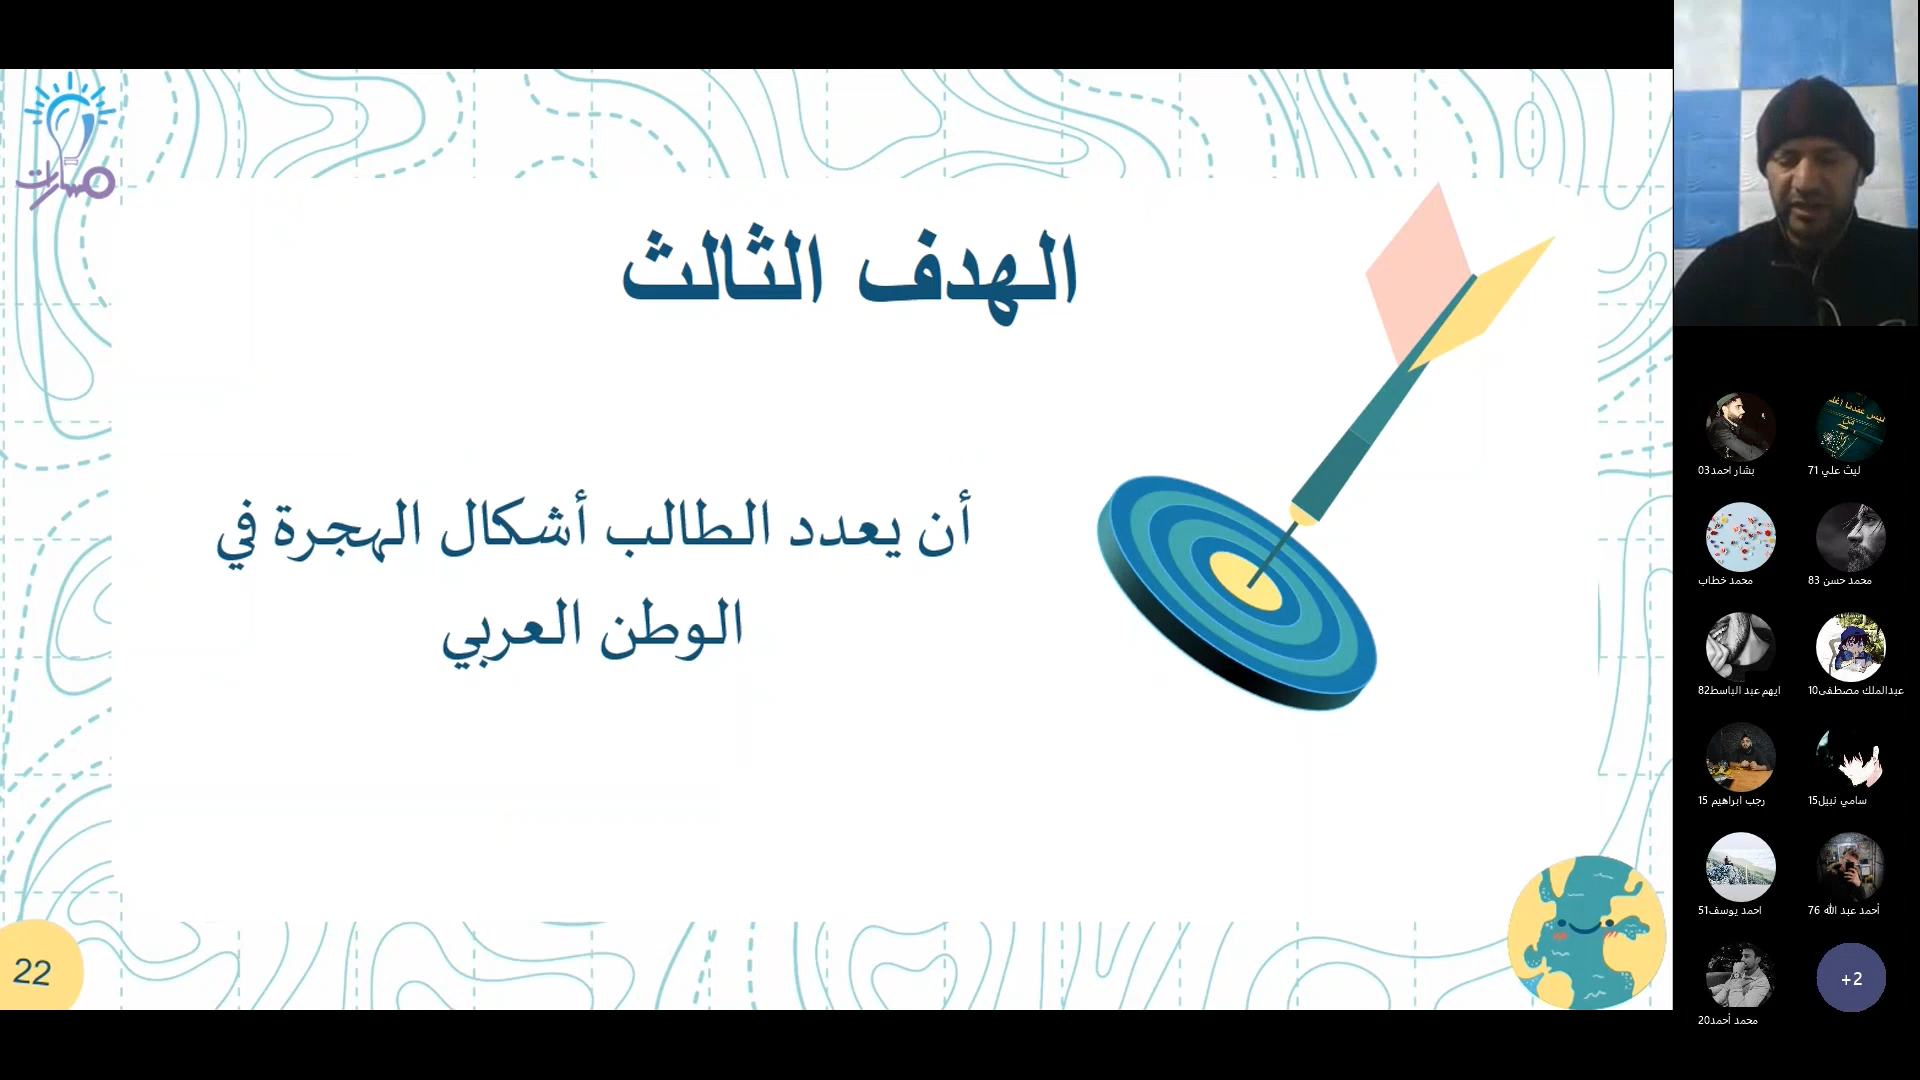 مهارات
الهدف الثالث
أن يعدد الطالب أشكال الهجرة في
الوطن العربي
22
بشار احمد03
ليث علي 71
محمد خطاب
محمد حسن 83
ايهم عبد الباسط82
عبدالملك مصطفى10
رجب ابراهيم 15
سامي نبيل15
احمد يوسف51
أحمد عبد الله 76
محمد أحمد20
+2